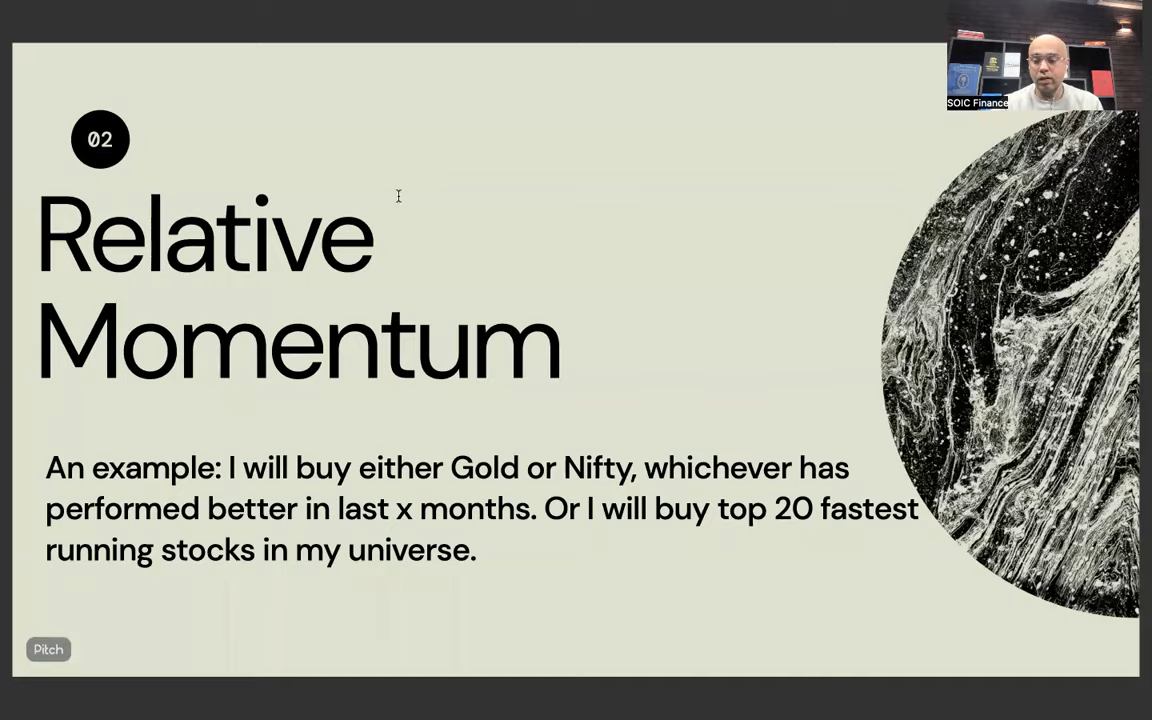 SOIC Finance
02
Relative
Momentum
An example: I will buy either Gold or Nifty, whichever has
performed better in last x months. Or I will buy top 20 fastest
running stocks in my universe.
Pitch